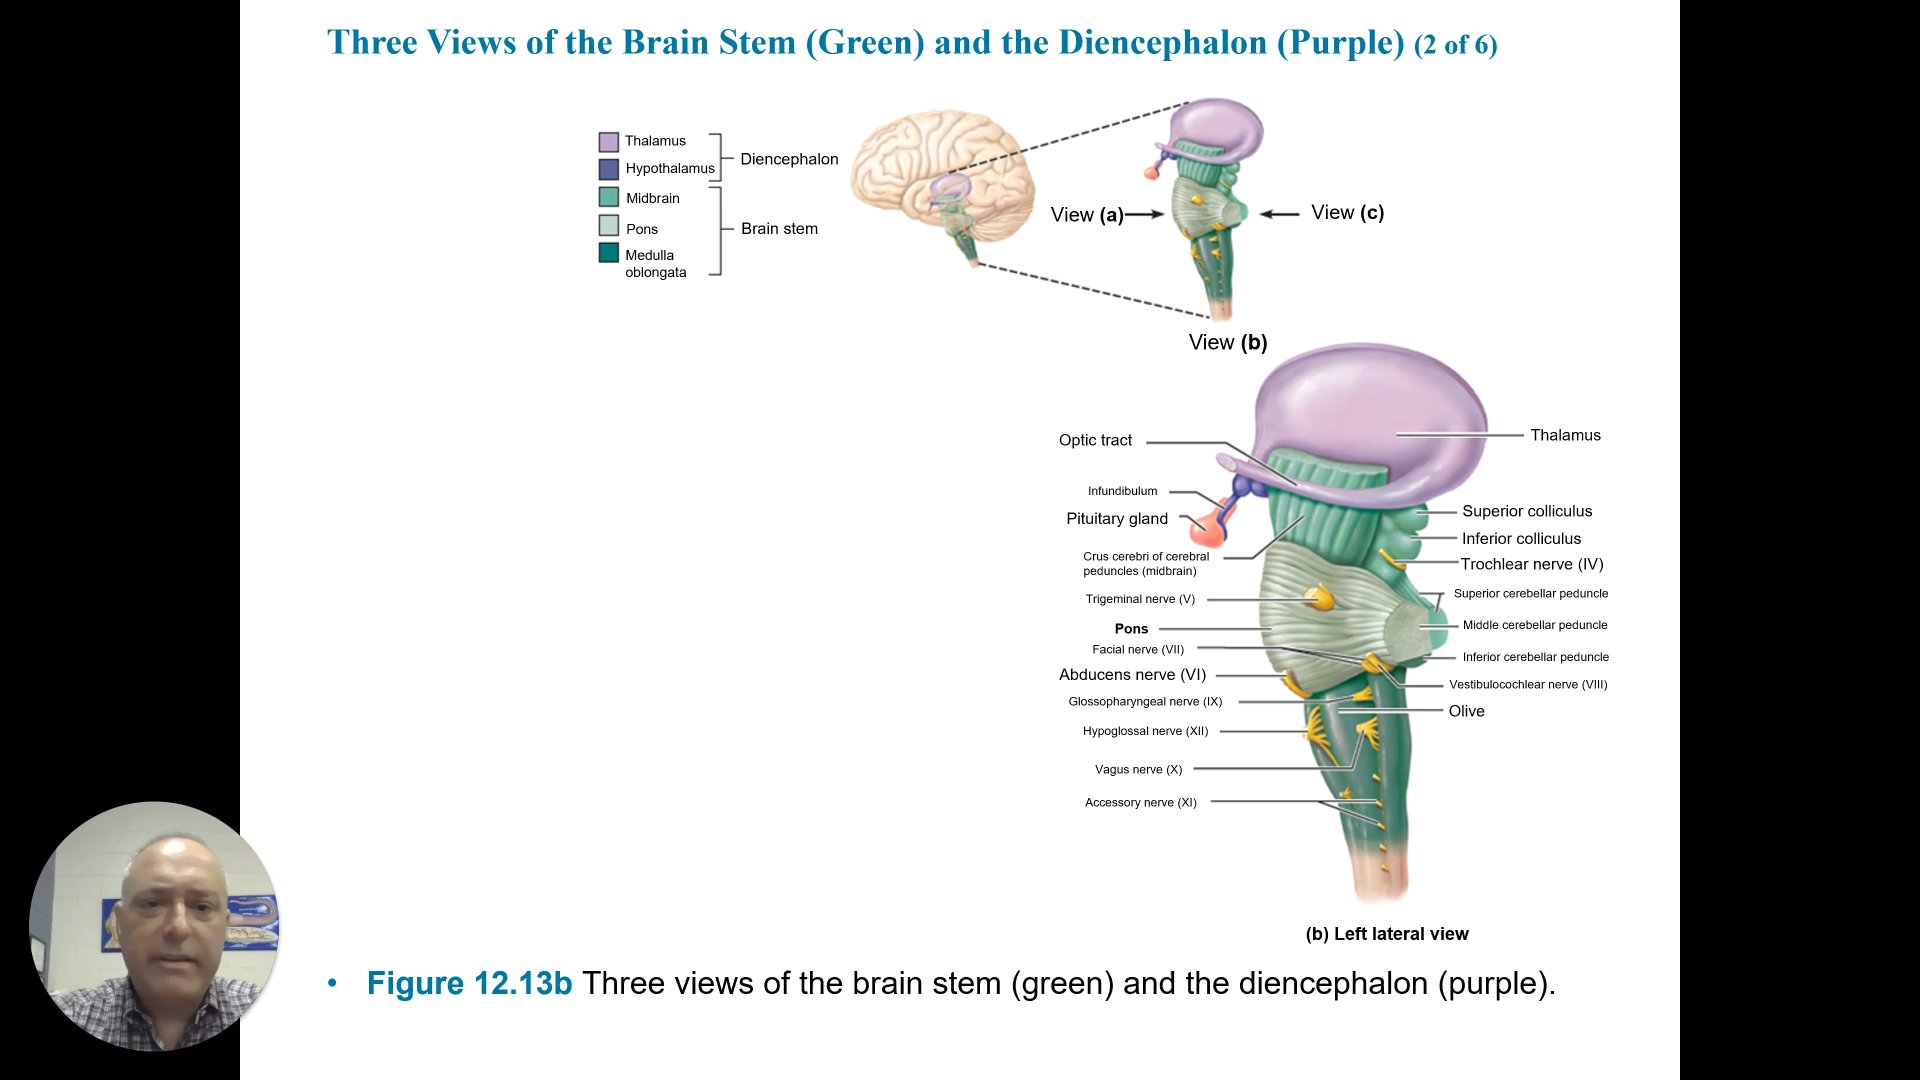 Three Views of the Brain Stem (Green) and the Diencephalon (Purple) (2 of 6)
Thalamus
Hypothalamus
Diencephalon
Midbrain
Pons
Medulla
oblongata
Brain stem
View (a)
View (c)
View (b)
Optic tract
Infundibulum
Pituitary gland
Crus cerebri of cerebral
peduncles (midbrain)
Trigeminal nerve (V)
Pons
Facial nerve (VII)
Abducens nerve (VI)
Glossopharyngeal nerve (IX)
Hypoglossal nerve (XII)
Vagus nerve (X)
Accessory nerve (XI)
Thalamus
Superior colliculus
Inferior colliculus
Trochlear nerve (IV)
Superior cerebellar peduncle
Middle cerebellar peduncle
Inferior cerebellar peduncle
Vestibulocochlear nerve (VIII)
Olive
(b) Left lateral view
• Figure 12.13b Three views of the brain stem (green) and the diencephalon (purple).